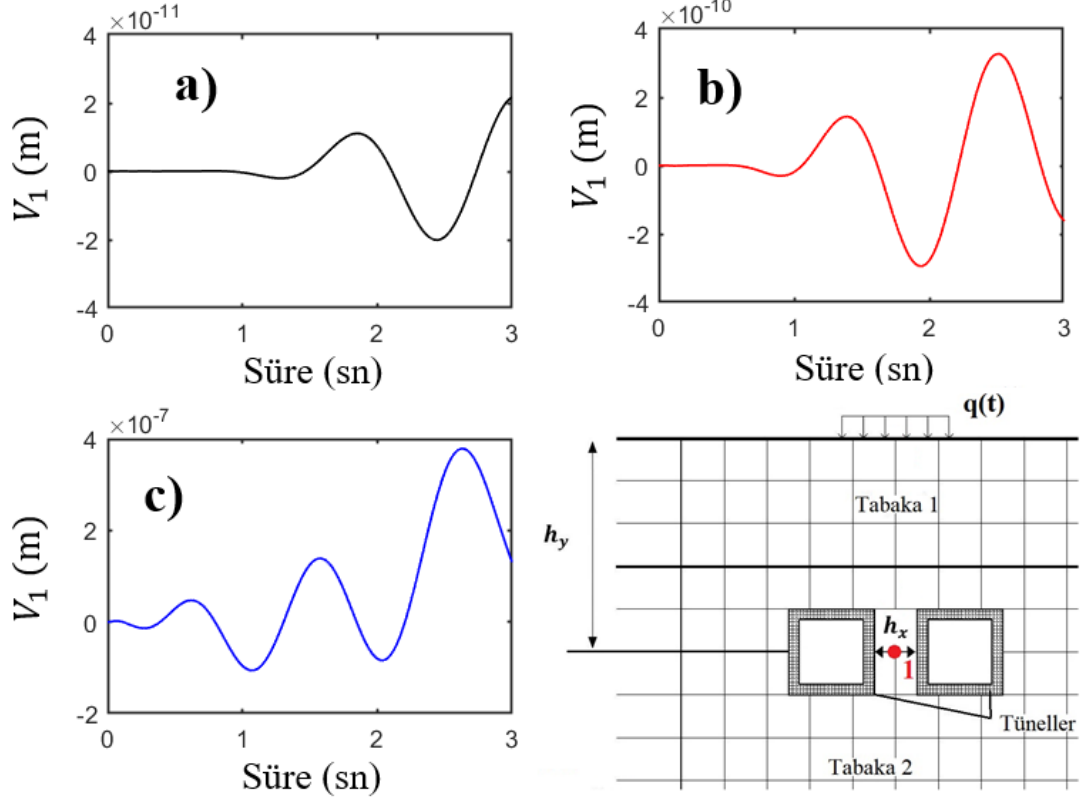 ×10⁻¹¹
a)
4
2
0
-2
-4
V₁ (m)
0 1 2 3
Süre (sn)
×10⁻¹⁰
b)
4
2
0
-2
-4
V₁ (m)
0 1 2 3
Süre (sn)
×10⁻⁷
c)
4
2
0
-2
V₁ (m)
0 1 2 3
Süre (sn)
q(t)
Tabaka 1
h_y
h_x
1
Tüneller
Tabaka 2